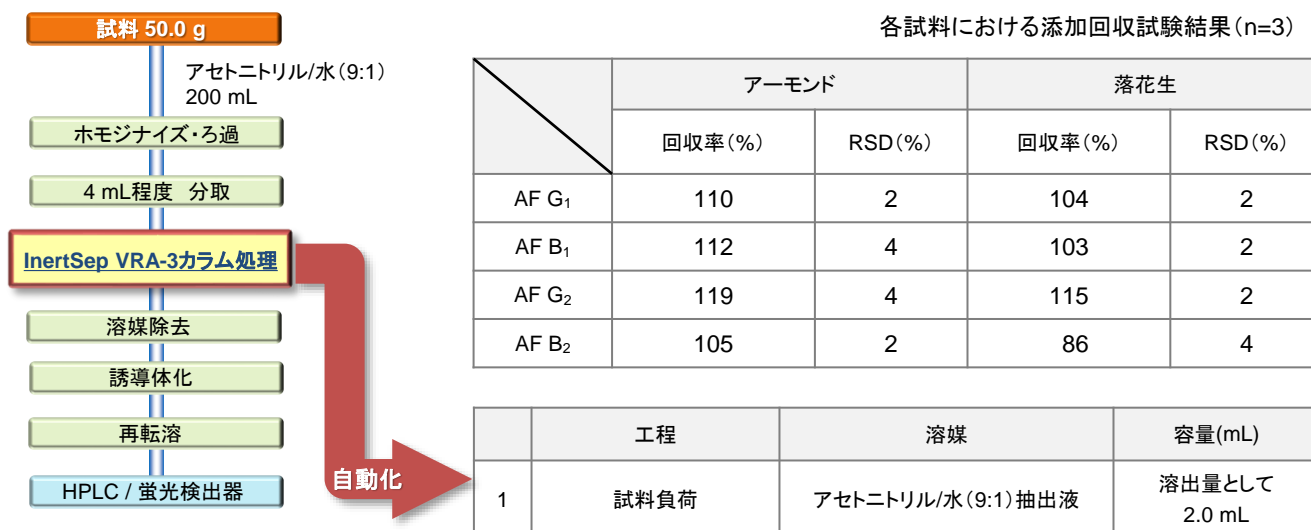 試料 50.0 g
アセトニトリル/水（9:1）
200 mL
ホモジナイズ・ろ過
4 mL程度　分取
InertSep VRA-3カラム処理
溶媒除去
誘導体化
再転溶
HPLC / 蛍光検出器
自動化
各試料における添加回収試験結果（n=3）
アーモンド 落花生
回収率（%） RSD（%） 回収率（%） RSD（%）
AF G₁ 110 2 104 2
AF B₁ 112 4 103 2
AF G₂ 119 4 115 2
AF B₂ 105 2 86 4
工程 溶媒 容量(mL)
1 試料負荷 アセトニトリル/水（9:1）抽出液 溶出量として
2.0 mL